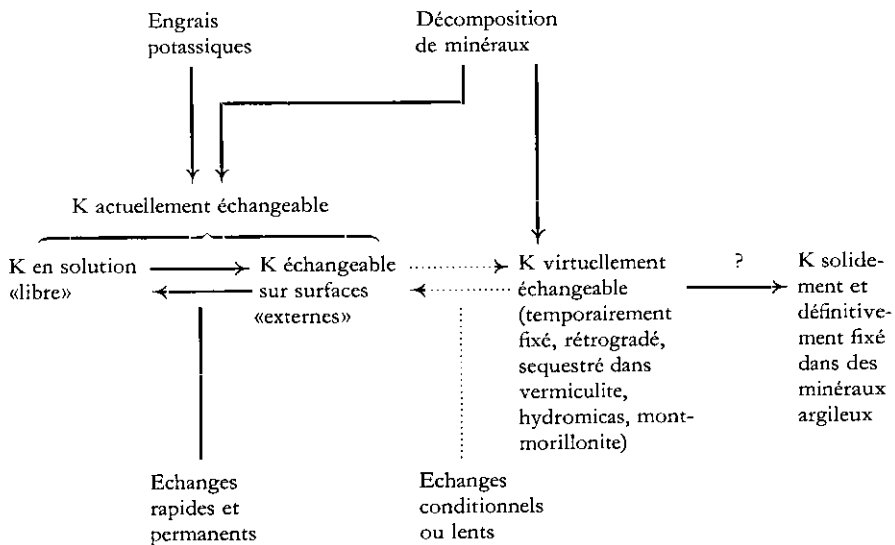 Engrais
potassiques
Décomposition
de minéraux
K actuellement échangeable
K en solution
«libre»
K échangeable
sur surfaces
«externes»
K virtuellement
échangeable
(temporairement
fixé, rétrogradé,
sequestré dans
vermiculite,
hydromicas, mont-
morillonite)
?
K solide-
ment et
définitive-
ment fixé
dans des
minéraux
argileux
Echanges
rapides et
permanents
Echanges
conditionnels
ou lents